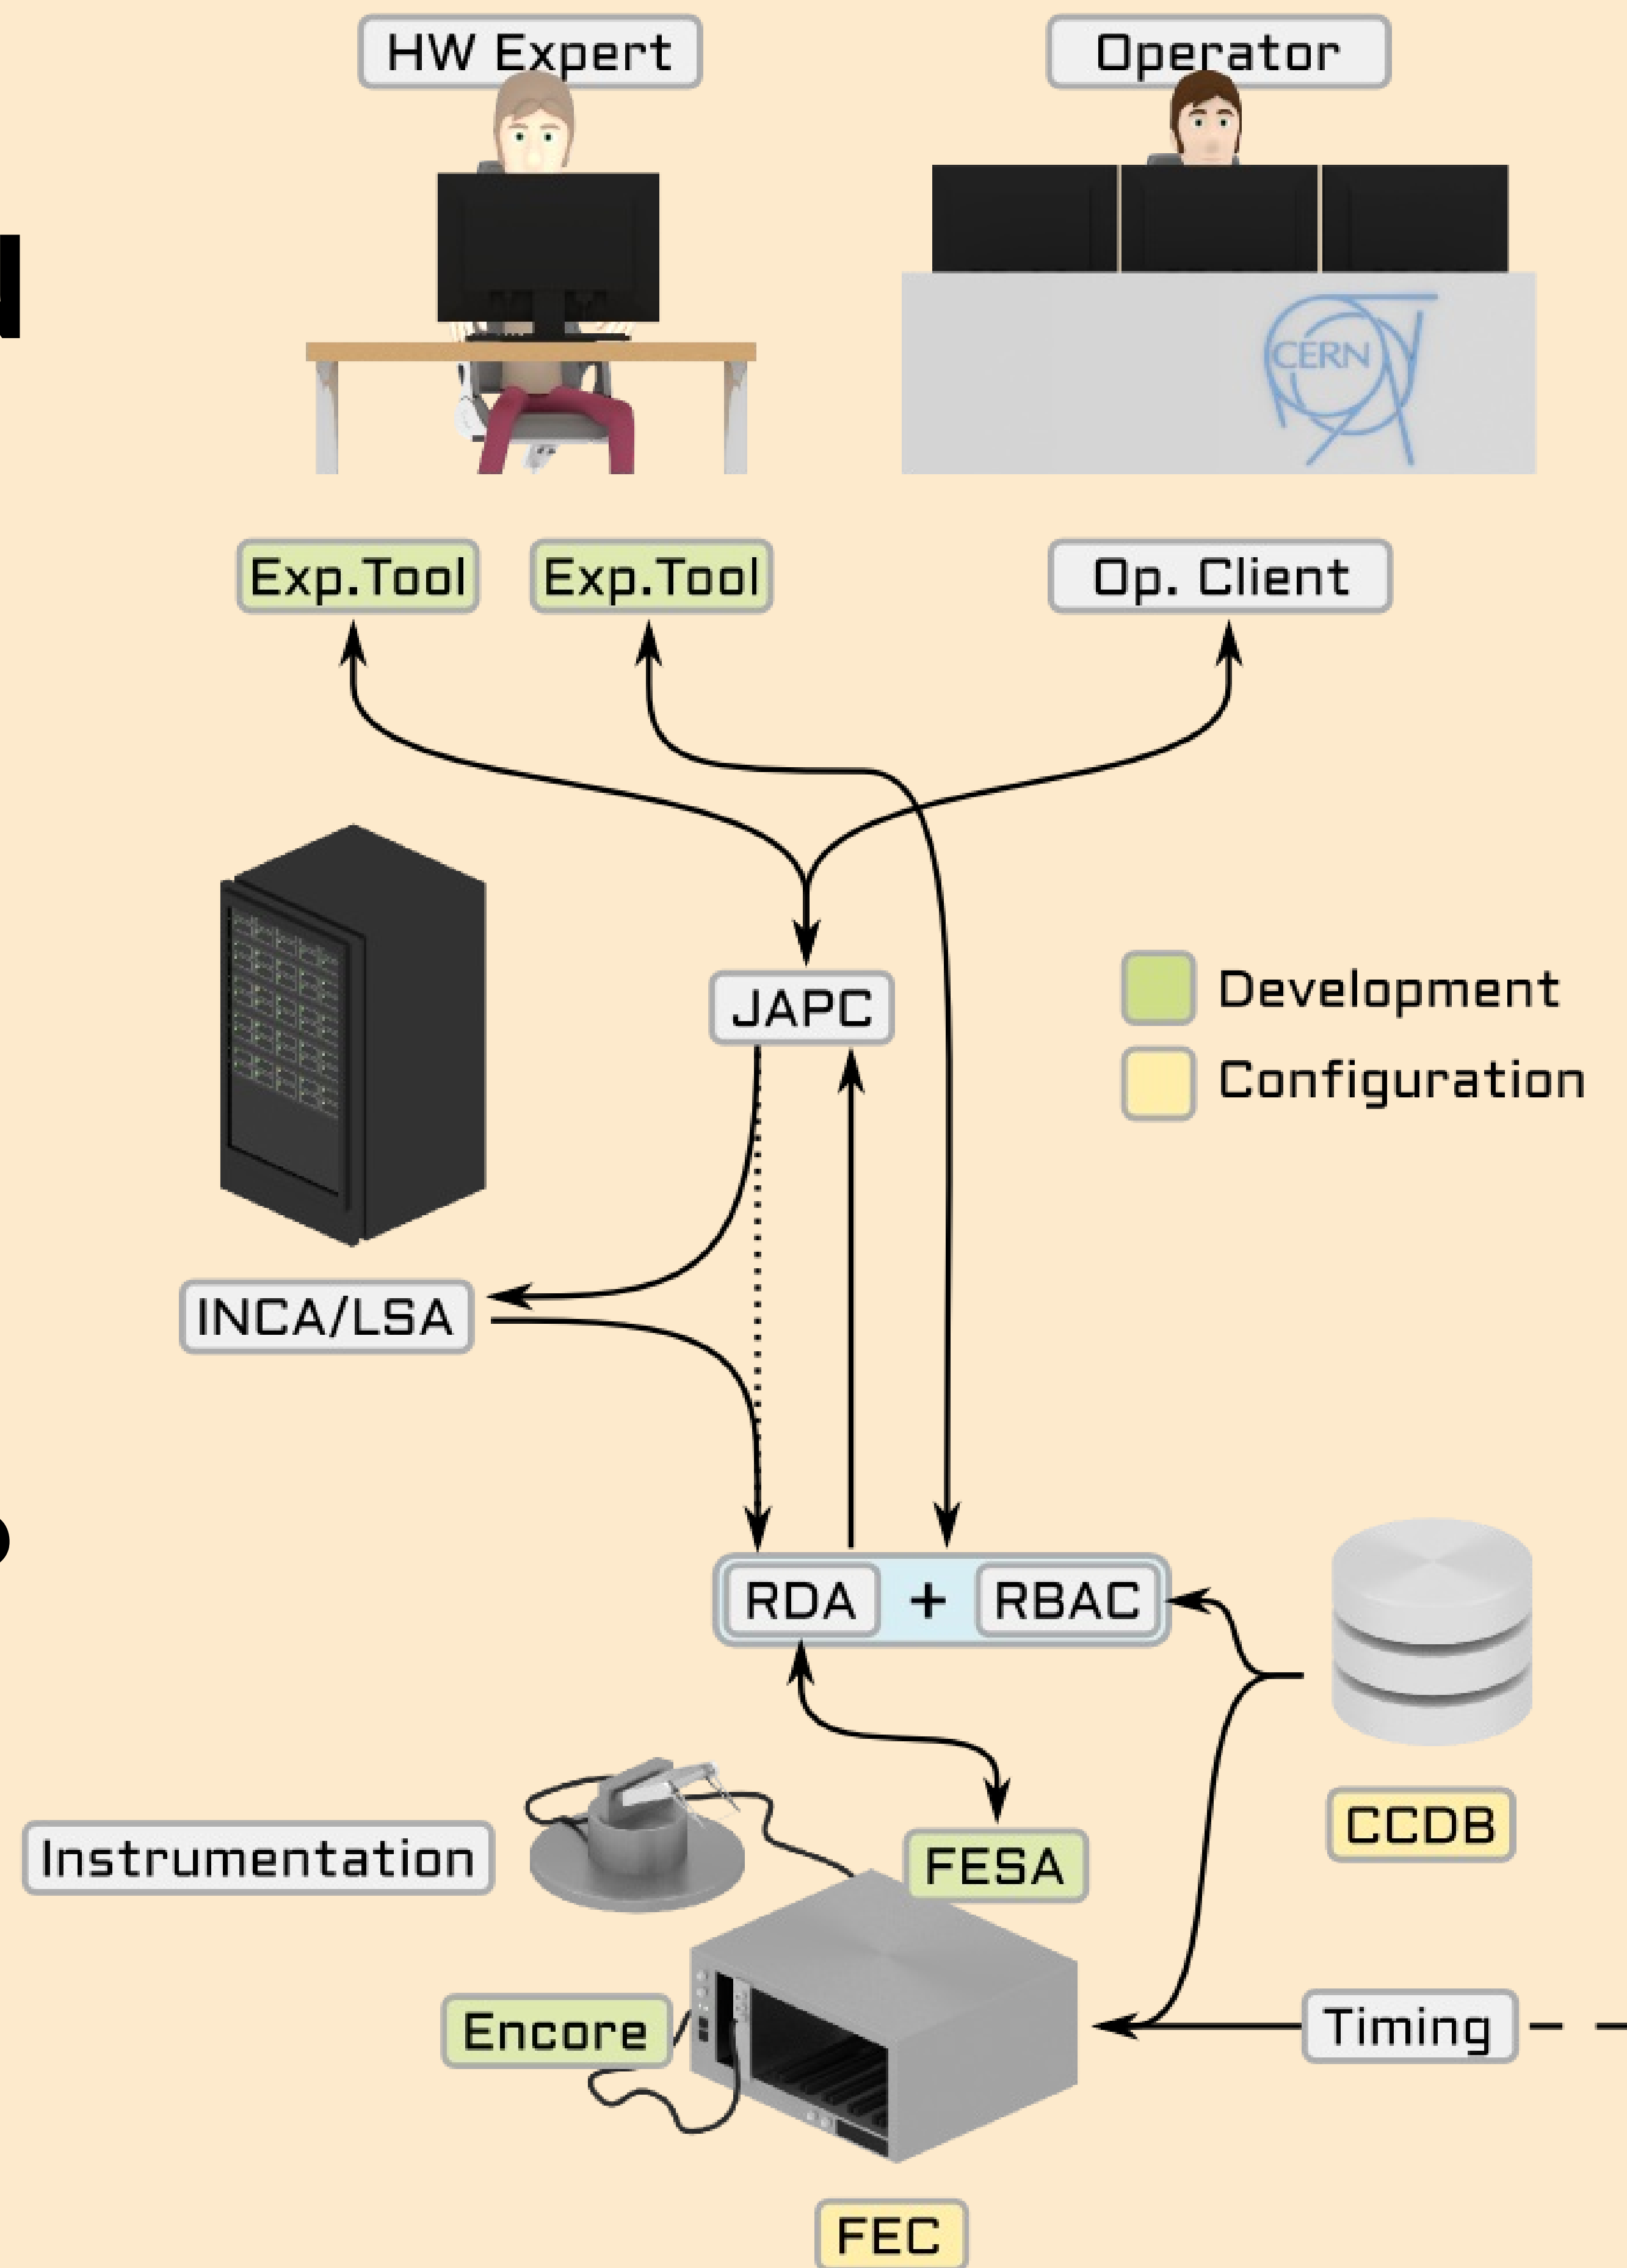 HW Expert
Operator
CERN
Exp.Tool
Exp.Tool
Op. Client
JAPC
Development
Configuration
INCA/LSA
RDA + RBAC
CCDB
Instrumentation
FESA
Encore
Timing
FEC